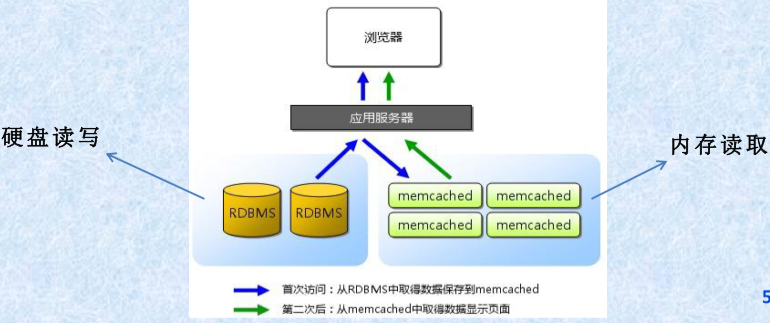 浏览器
应用服务器
硬盘读写
内存读取
RDBMS
RDBMS
memcached
memcached
memcached
memcached
首次访问：从RDBMS中取得数据保存到memcached
第二次后：从memcached中取得数据显示页面
5